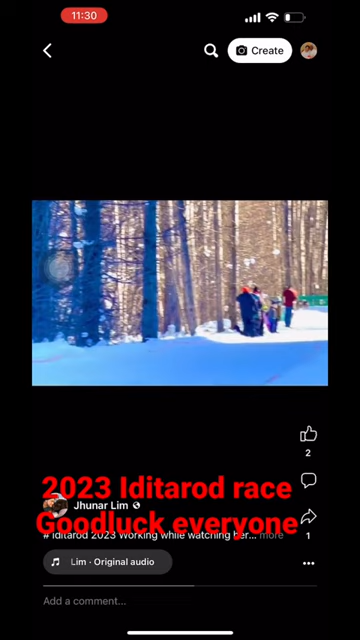 11:30
Create
2023 Iditarod race
Jhunar Lim
Goodluck everyone
# Iditarod 2023 Working while watching her... more
Lim · Original audio
2
1
Add a comment...